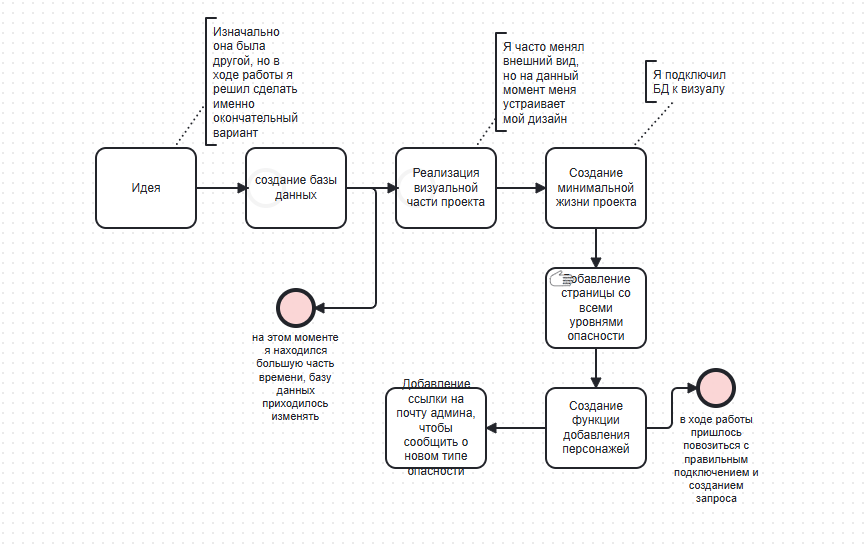 Изначально
она была
другой, но в
ходе работы я
решил сделать
именно
окончательный
вариант
Я часто менял
внешний вид,
но на данный
момент меня
устраивает
мой дизайн
Я подключил
БД к визуалу
Идея
создание базы
данных
Реализация
визуальной
части проекта
Создание
минимальной
жизни проекта
на этом моменте
я находился
большую часть
времени, базу
данных
приходилось
изменять
Добавление
страницы со
всеми
уровнями
опасности
Добавление
ссылки на
почту админа,
чтобы
сообщить о
новом типе
опасности
Создание
функции
добавления
персонажей
в ходе работы
пришлось
повозиться с
правильным
подключением и
созданием
запроса